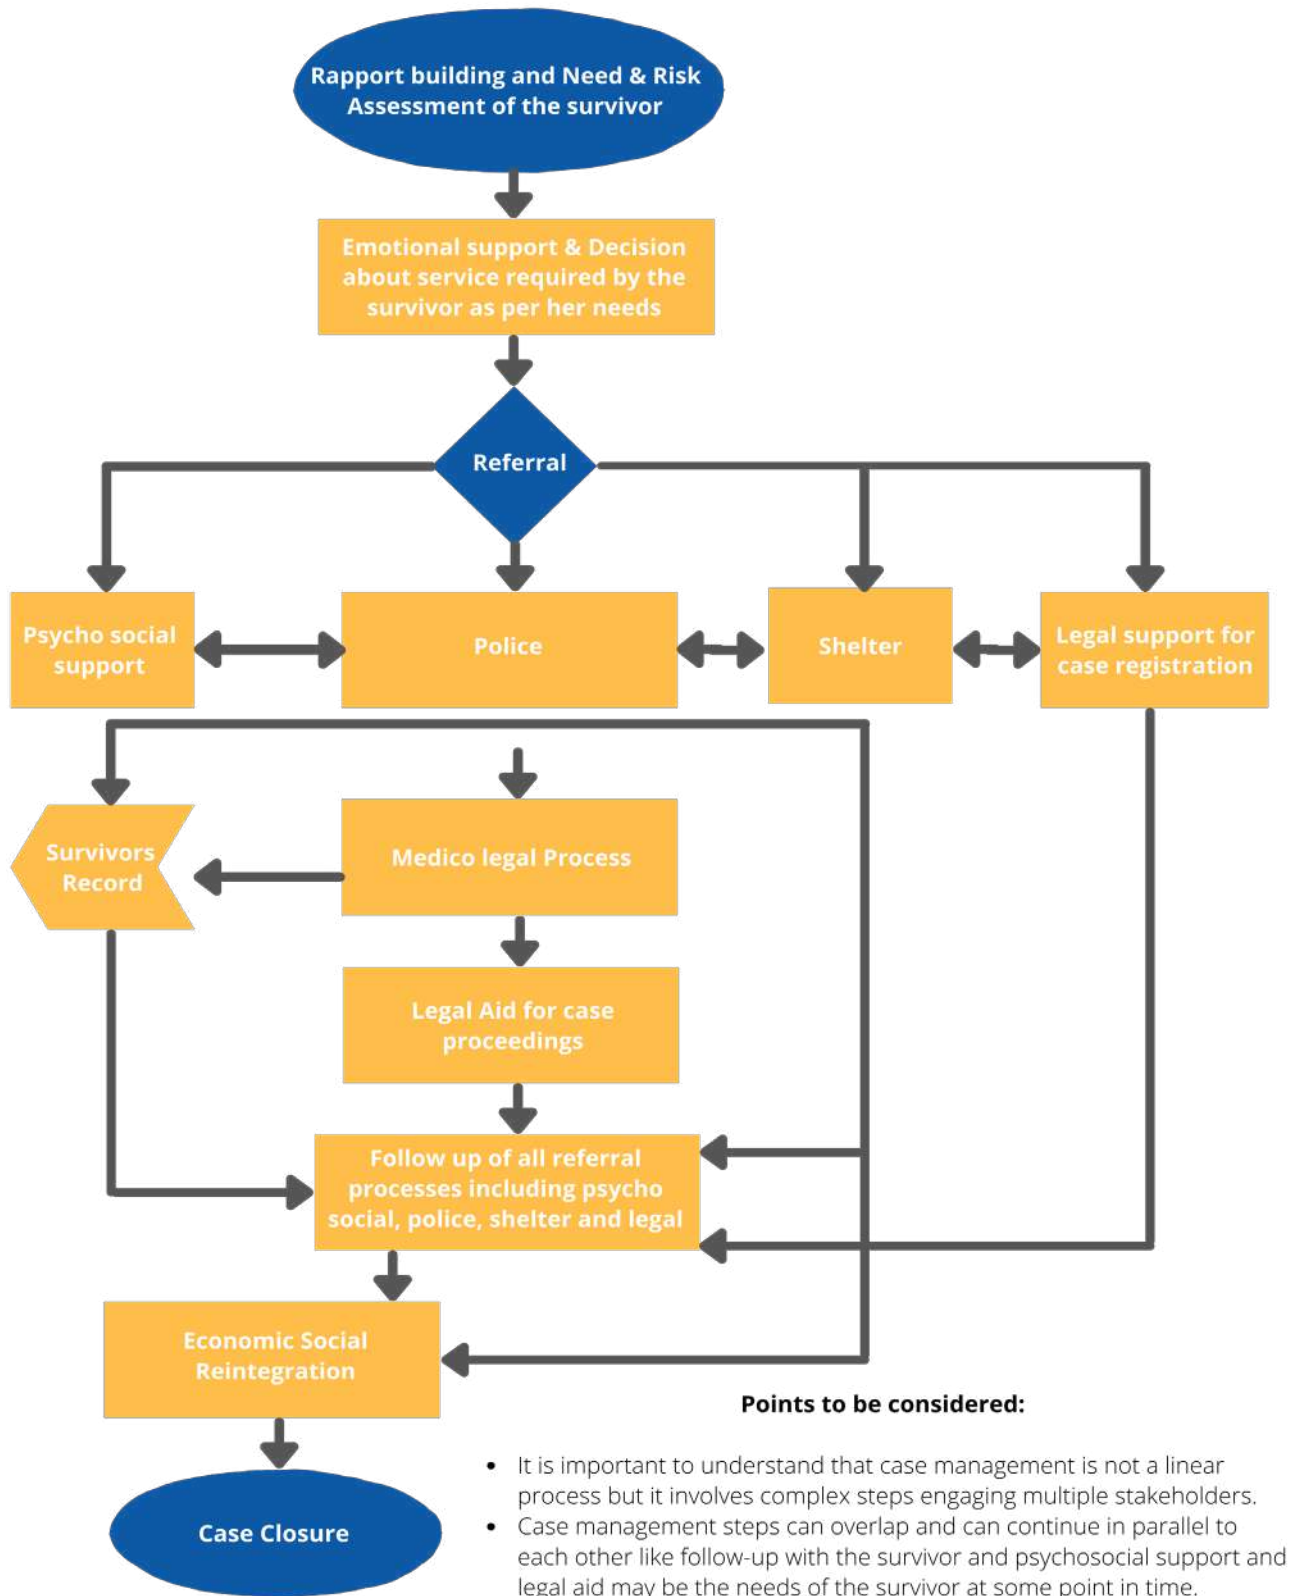 Rapport building and Need & Risk
Assessment of the survivor
Emotional support & Decision
about service required by the
survivor as per her needs
Referral
Psycho social
support
Police
Shelter
Legal support for
case registration
Survivors
Record
Medico legal Process
Legal Aid for case
proceedings
Follow up of all referral
processes including psycho
social, police, shelter and legal
Economic Social
Reintegration
Case Closure
Points to be considered:
• It is important to understand that case management is not a linear
process but it involves complex steps engaging multiple stakeholders.
• Case management steps can overlap and can continue in parallel to
each other like follow-up with the survivor and psychosocial support and
legal aid may be the needs of the survivor at some point in time.